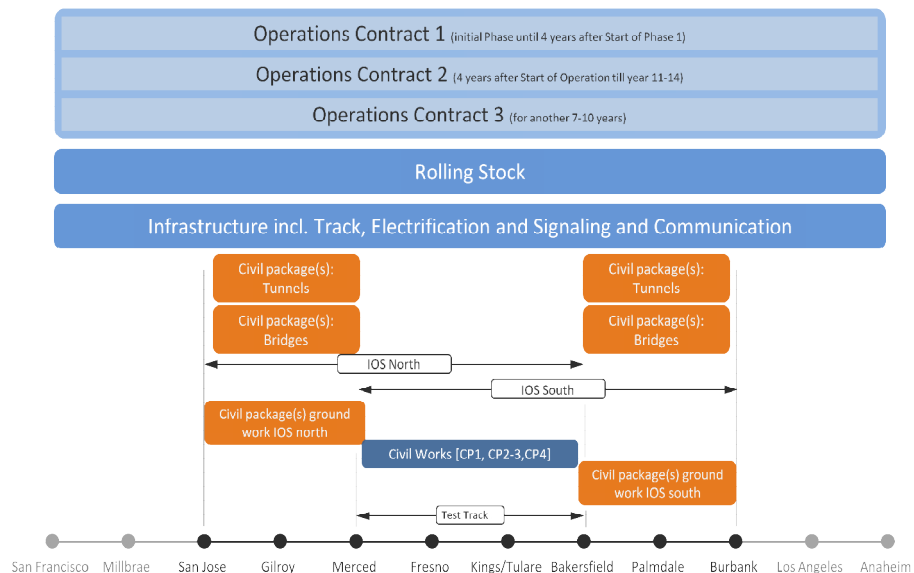 Operations Contract 1 (initial Phase until 4 years after Start of Phase 1)
Operations Contract 2 (4 years after Start of Operation till year 11-14)
Operations Contract 3 (for another 7-10 years)
Rolling Stock
Infrastructure incl. Track, Electrification and Signaling and Communication
Civil package(s):
Tunnels
Civil package(s):
Tunnels
Civil package(s):
Bridges
Civil package(s):
Bridges
IOS North
IOS South
Civil package(s) ground
work IOS north
Civil Works [CP1, CP2-3,CP4]
Civil package(s) ground
work IOS south
Test Track
San Francisco Millbrae San Jose Gilroy Merced Fresno Kings/Tulare Bakersfield Palmdale Burbank Los Angeles Anaheim